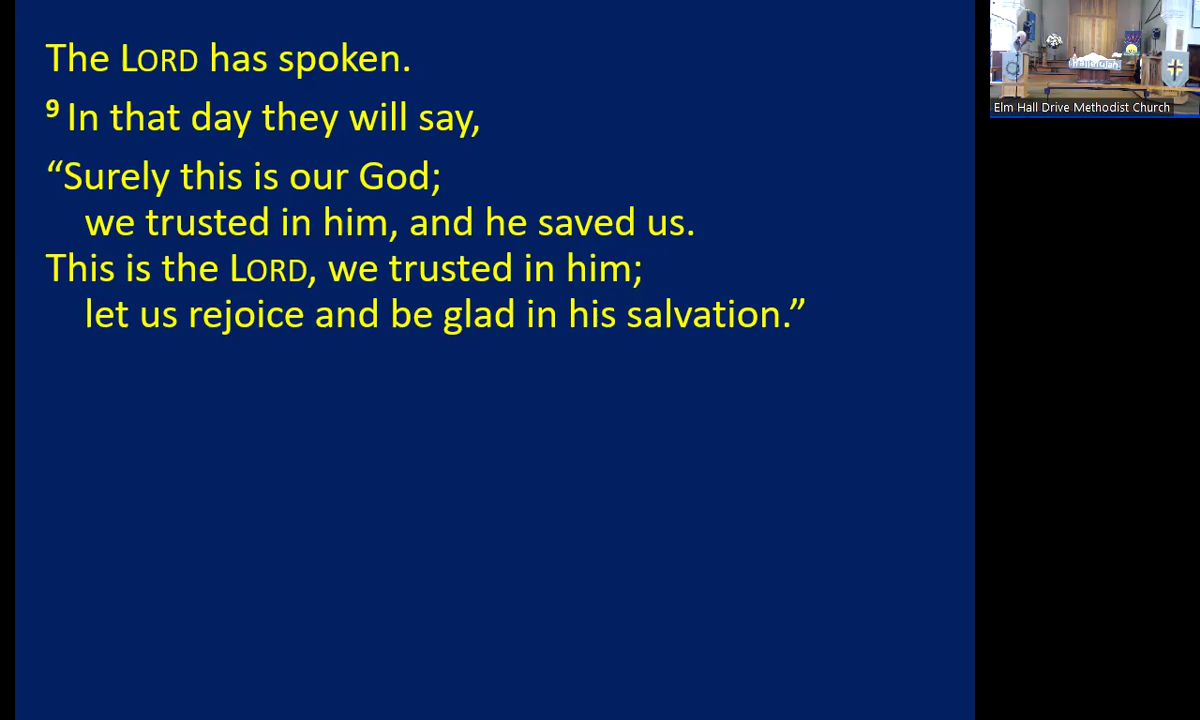 The LORD has spoken.
9 In that day they will say,
“Surely this is our God;
we trusted in him, and he saved us.
This is the LORD, we trusted in him;
let us rejoice and be glad in his salvation.”
Elm Hall Drive Methodist Church